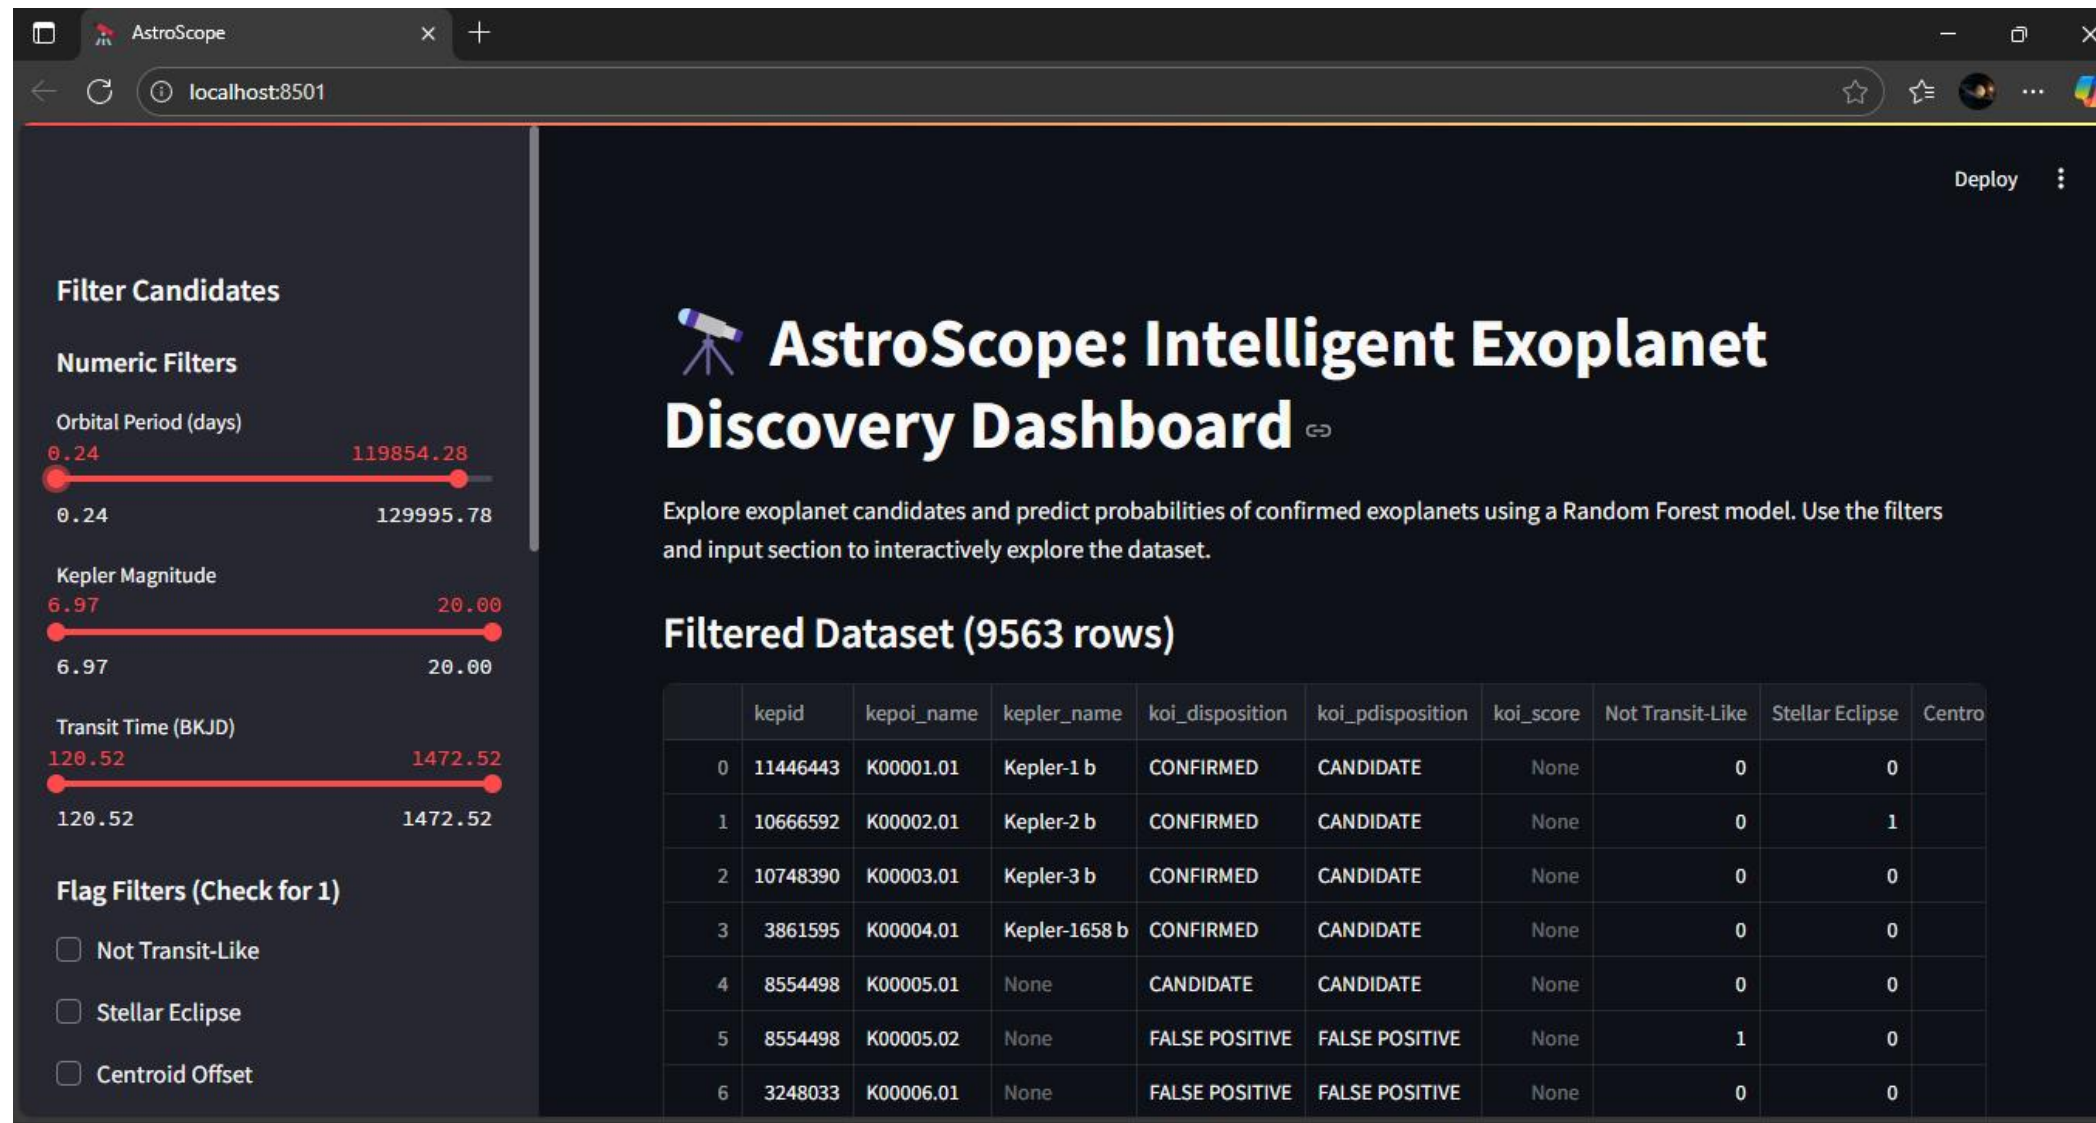 AstroScope
localhost:8501
Deploy
Filter Candidates
Numeric Filters
Orbital Period (days)
0.24 119854.28
0.24 129995.78
Kepler Magnitude
6.97 20.00
6.97 20.00
Transit Time (BKJD)
120.52 1472.52
120.52 1472.52
Flag Filters (Check for 1)
Not Transit-Like
Stellar Eclipse
Centroid Offset
AstroScope: Intelligent Exoplanet
Discovery Dashboard
Explore exoplanet candidates and predict probabilities of confirmed exoplanets using a Random Forest model. Use the filters
and input section to interactively explore the dataset.
Filtered Dataset (9563 rows)
kepid kepoi_name kepler_name koi_disposition koi_pdisposition koi_score Not Transit-Like Stellar Eclipse Centro
0 11446443 K00001.01 Kepler-1 b CONFIRMED CANDIDATE None 0 0
1 10666592 K00002.01 Kepler-2 b CONFIRMED CANDIDATE None 0 1
2 10748390 K00003.01 Kepler-3 b CONFIRMED CANDIDATE None 0 0
3 3861595 K00004.01 Kepler-1658 b CONFIRMED CANDIDATE None 0 0
4 8554498 K00005.01 None CANDIDATE CANDIDATE None 0 0
5 8554498 K00005.02 None FALSE POSITIVE FALSE POSITIVE None 1 0
6 3248033 K00006.01 None FALSE POSITIVE FALSE POSITIVE None 0 0